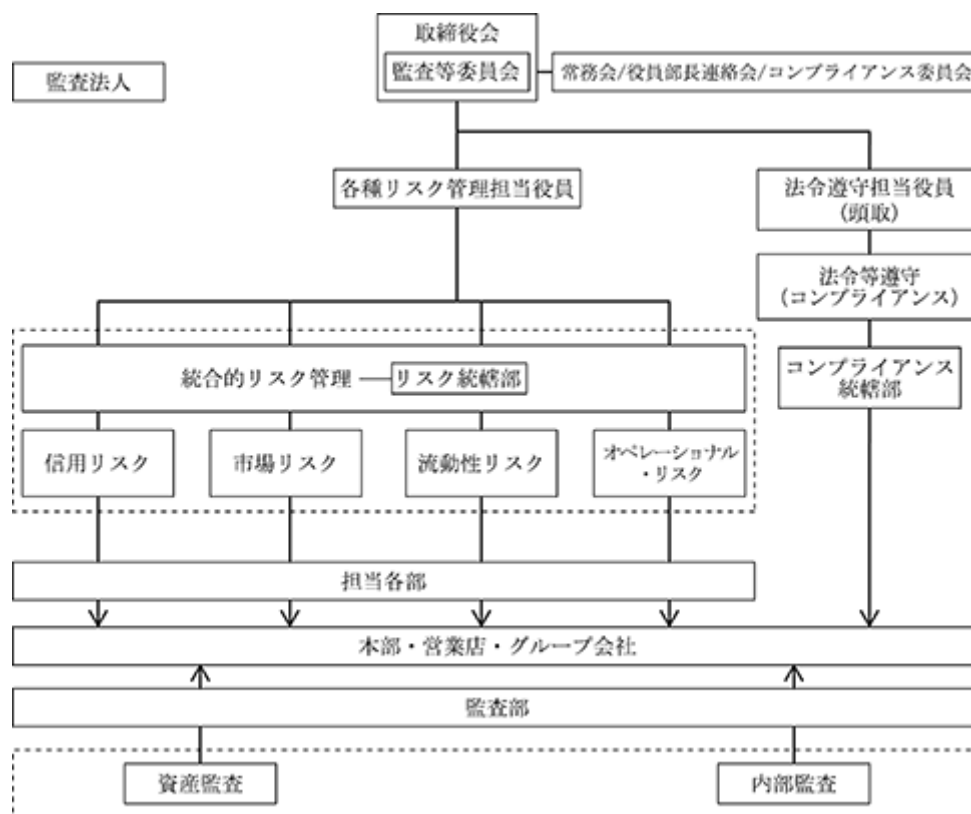 取締役会
監査等委員会
常務会/役員部長連絡会/コンプライアンス委員会
監査法人
各種リスク管理担当役員
法令遵守担当役員
(頭取)
法令等遵守
(コンプライアンス)
統合的リスク管理
リスク統轄部
コンプライアンス
統轄部
信用リスク
市場リスク
流動性リスク
オペレーショナル
・リスク
担当各部
本部・営業店・グループ会社
監査部
資産監査
内部監査